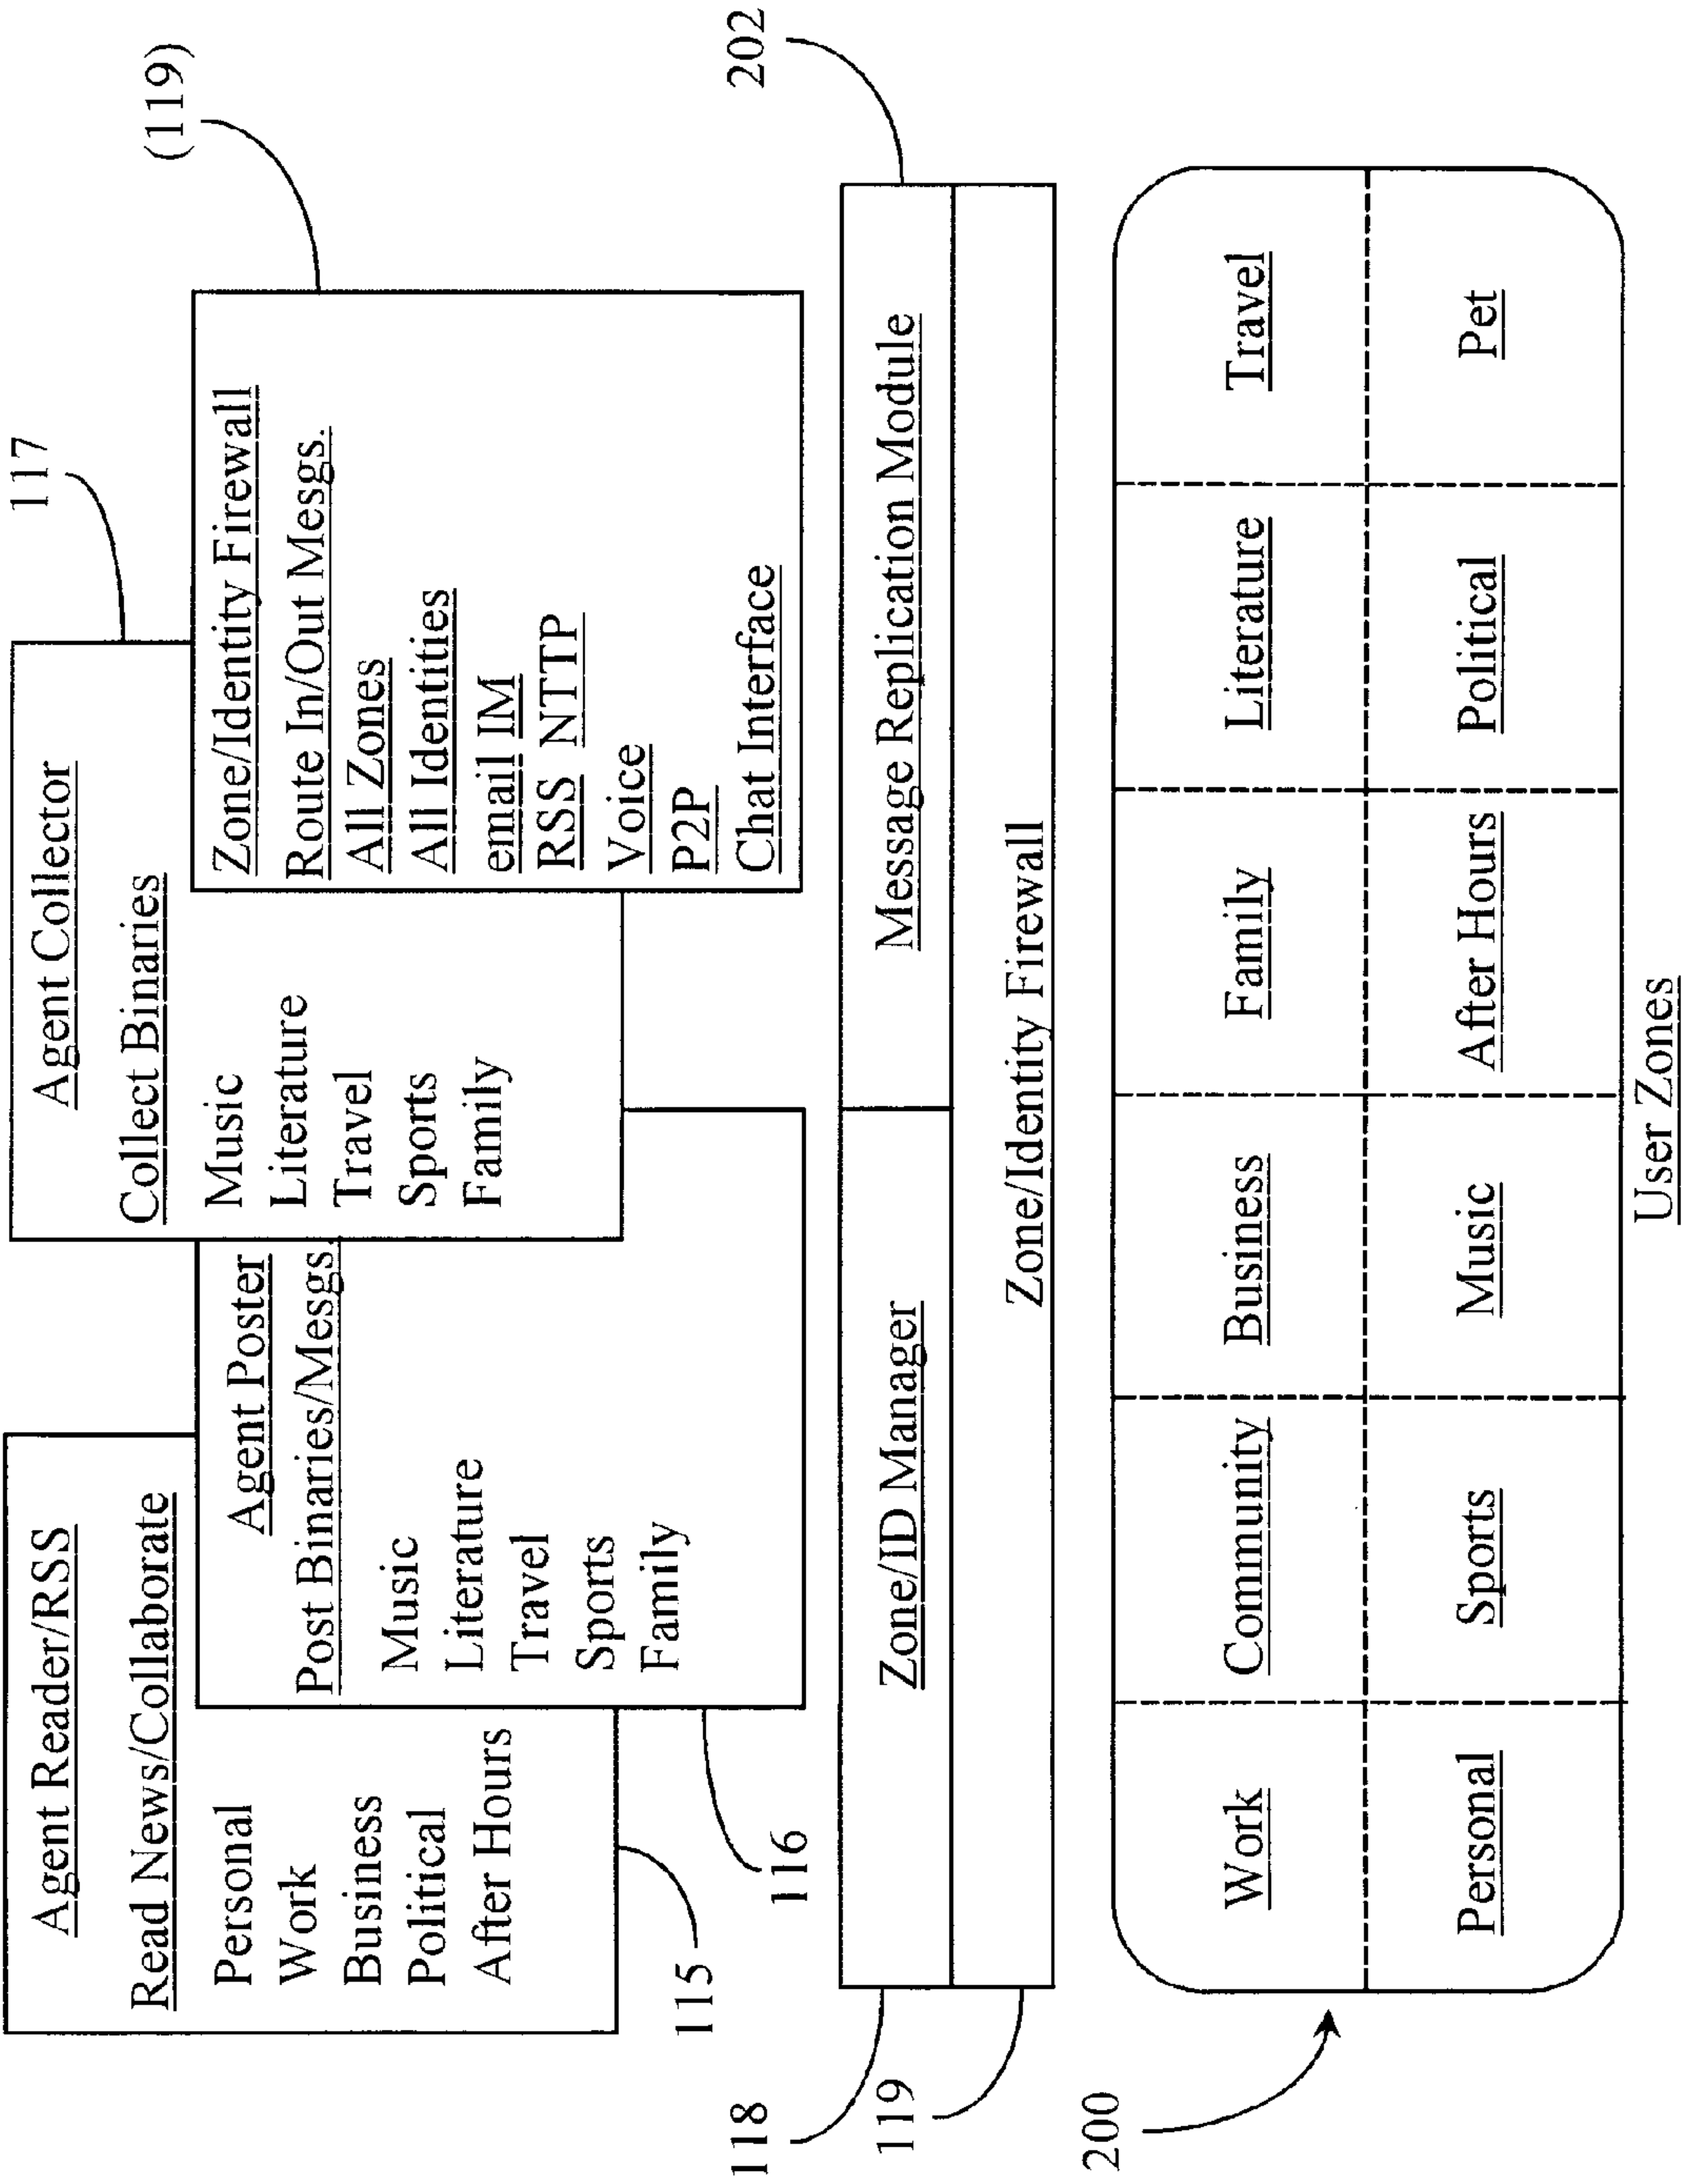 Agent Reader/RSS
Read News/Collaborate
Personal
Work
Business
Political
After Hours
115
Agent Poster
Post Binaries/Mesgs.
Music
Literature
Travel
Sports
Family
116
Agent Collector
Collect Binaries
Music
Literature
Travel
Sports
Family
117
Zone/Identity Firewall
Route In/Out Mesgs.
All Zones
All Identities
email IM
RSS NTTP
Voice
P2P
Chat Interface
(119)
118
Zone/ID Manager
Message Replication Module
202
119
Zone/Identity Firewall
200
Work
Community
Business
Family
Literature
Travel
Personal
Sports
Music
After Hours
Political
Pet
User Zones